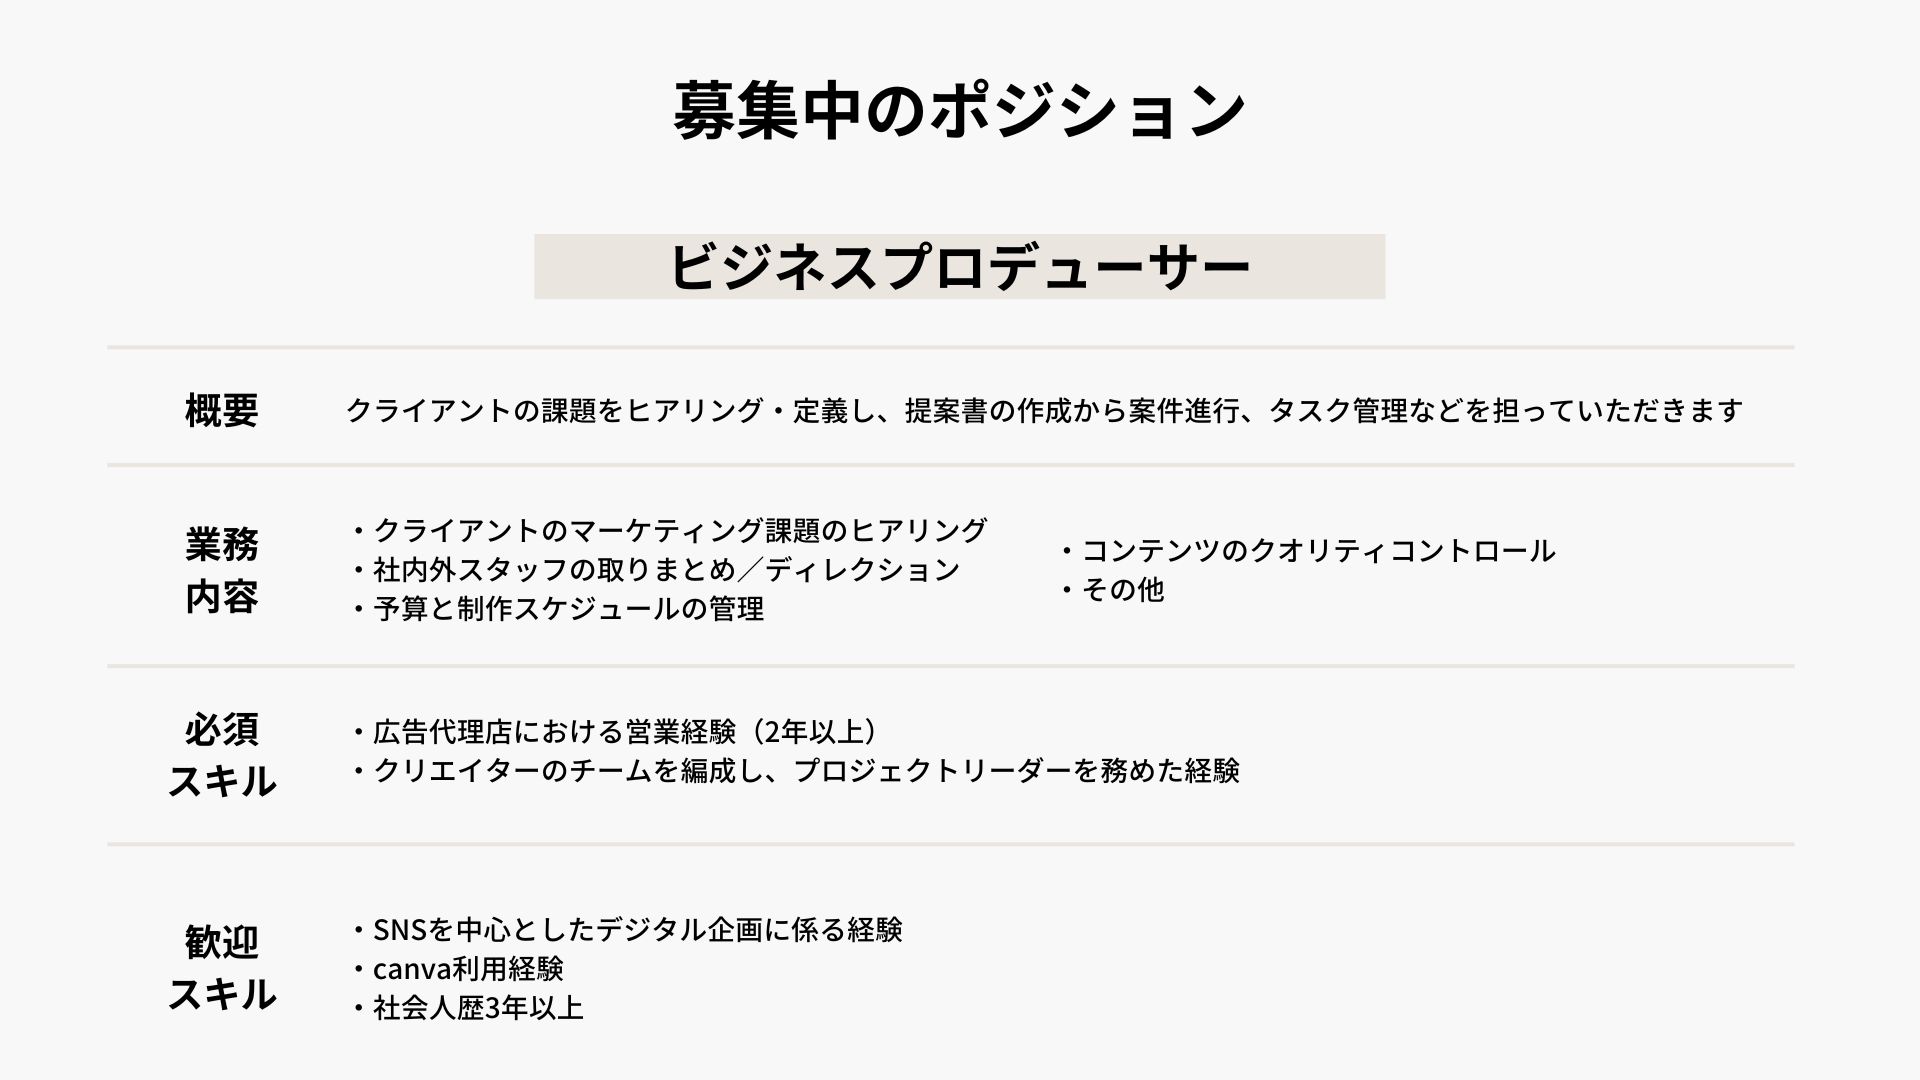 募集中のポジション
ビジネスプロデューサー
概要
クライアントの課題をヒアリング・定義し、提案書の作成から案件進行、タスク管理などを担っていただきます
業務
内容
・クライアントのマーケティング課題のヒアリング
・社内外スタッフの取りまとめ／ディレクション
・予算と制作スケジュールの管理
・コンテンツのクオリティコントロール
・その他
必須
スキル
・広告代理店における営業経験（2年以上）
・クリエイターのチームを編成し、プロジェクトリーダーを務めた経験
歓迎
スキル
・SNSを中心としたデジタル企画に係る経験
・canva利用経験
・社会人歴3年以上